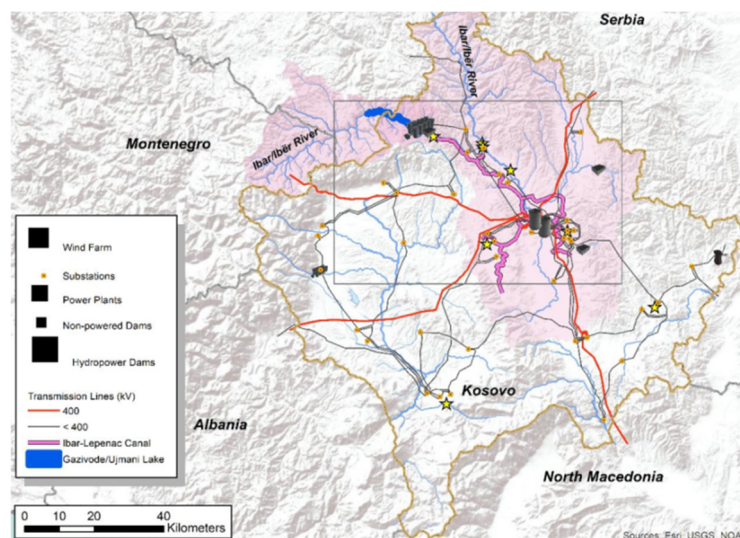 Serbia
Ibar/Ibër River
Montenegro
Ibar/Ibër River
Wind Farm
Substations
Power Plants
Non-powered Dams
Hydropower Dams
Transmission Lines (kV)
400
< 400
Ibar-Lepenac Canal
Gazivode/Ujmani Lake
Kosovo
Albania
North Macedonia
0 10 20 40
Kilometers
Sources: Esri, USGS, NOA